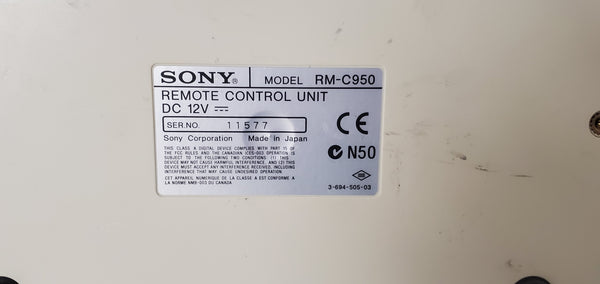 SONY® MODEL RM-C950
REMOTE CONTROL UNIT
DC 12V ⎓
SER.NO. 11577
Sony Corporation Made in Japan
THIS CLASS A DIGITAL DEVICE COMPLIES WITH PART 15 OF
THE FCC RULES AND THE CANADIAN ICES-003 OPERATION IS
SUBJECT TO THE FOLLOWING TWO CONDITIONS: (1) THIS
DEVICE MAY NOT CAUSE HARMFUL INTERFERENCE, AND (2) THIS
DEVICE MUST ACCEPT ANY INTERFERENCE RECEIVED, INCLUDING
INTERFERENCE THAT MAY CAUSE UNDESIRED OPERATION.
CET APPAREIL NUMERIQUE DE LA CLASSE A EST CONFORME A
LA NORME NMB-003 DU CANADA
CE
N50
3-694-505-03